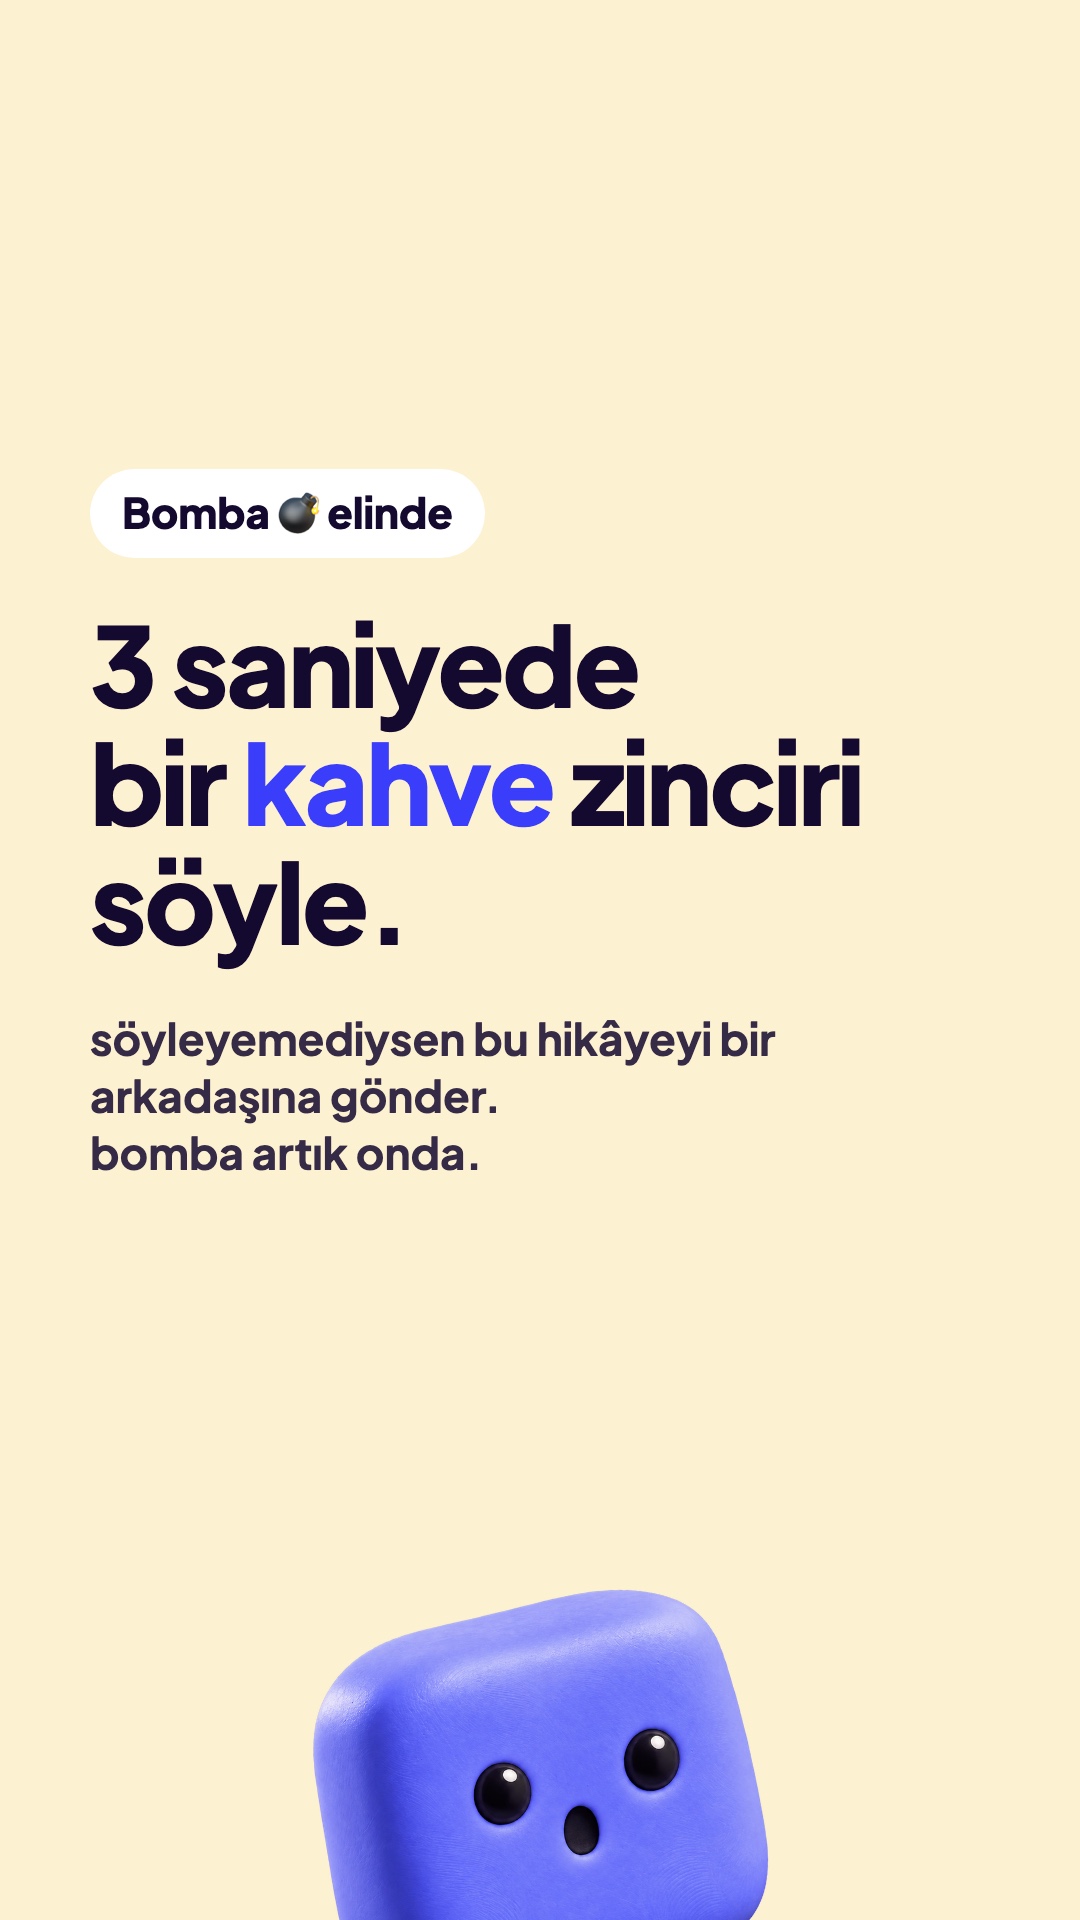 Bomba 💣 elinde
3 saniyede
bir kahve zinciri
söyle.
söyleyemediysen bu hikâyeyi bir
arkadaşına gönder.
bomba artık onda.